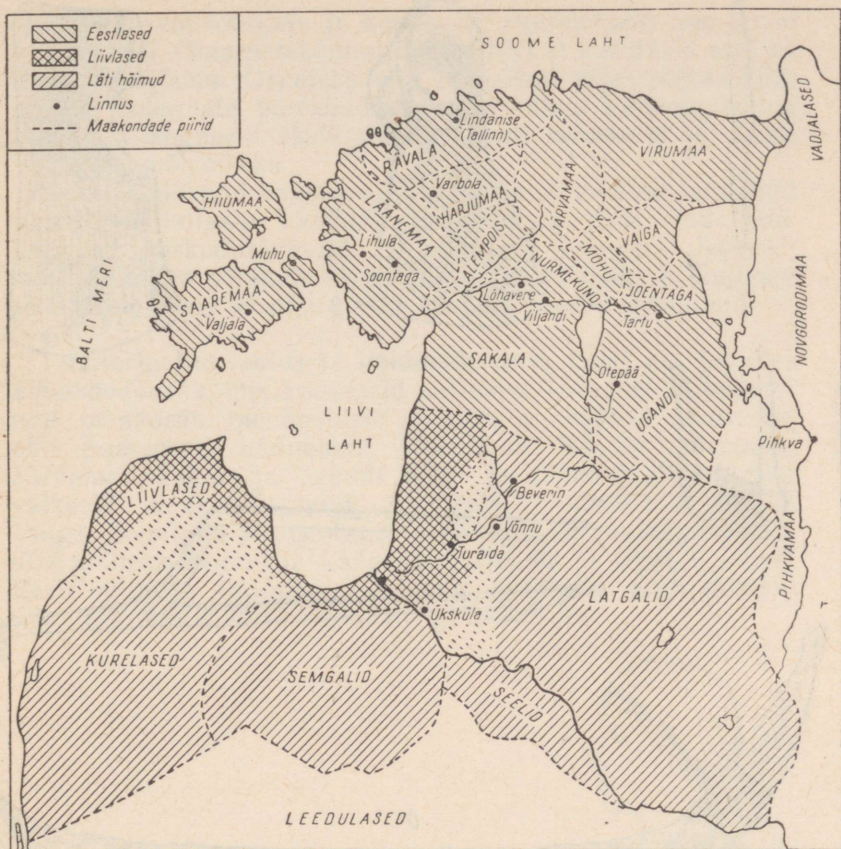 Eestlased
Liivlased
Läti hõimud
Linnus
Maakondade piirid
SOOME LAHT
VADJALASED
Lindanise
(Tallinn)
RÄVALA
VIRUMAA
Varbola
HARJUMAA
JÄRVAMAA
HIIUMAA
LÄÄNEMAA
VAIGA
ALEMPOIS
MÕHU
Muhu
Lihula
Soontaga
NURMEKUND
JOENTAGA
BALTI MERI
SAAREMAA
Valjala
Lõhavere
Viljandi
Tartu
NOVGORODIMAA
SAKALA
Otepää
UGANDI
LIIVI
LAHT
Pihkva
LIIVLASED
Beverin
Võnnu
Turaida
PIHKVAMAA
LATGALID
Üksküla
KURELASED
SEMGALID
SEELID
LEEDULASED